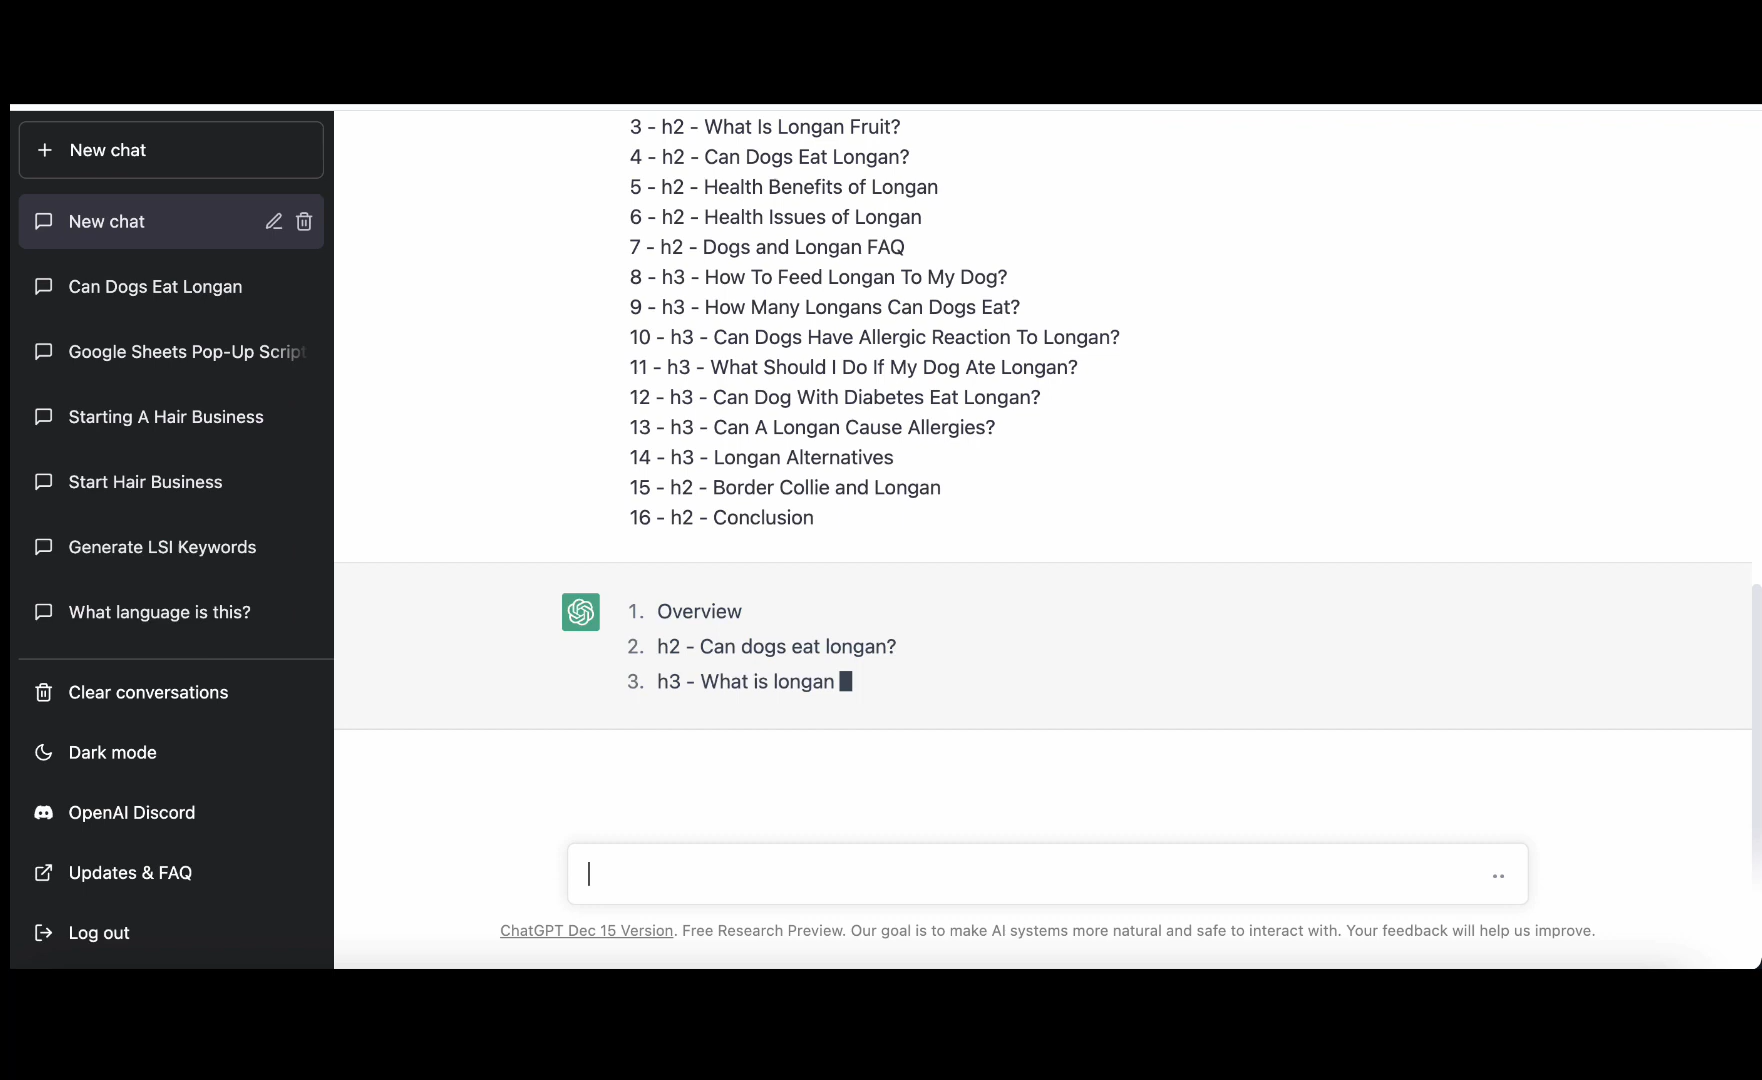 New chat
New chat
Can Dogs Eat Longan
Google Sheets Pop-Up Script
Starting A Hair Business
Start Hair Business
Generate LSI Keywords
What language is this?
Clear conversations
Dark mode
OpenAI Discord
Updates & FAQ
Log out
3 - h2 - What Is Longan Fruit?
4 - h2 - Can Dogs Eat Longan?
5 - h2 - Health Benefits of Longan
6 - h2 - Health Issues of Longan
7 - h2 - Dogs and Longan FAQ
8 - h3 - How To Feed Longan To My Dog?
9 - h3 - How Many Longans Can Dogs Eat?
10 - h3 - Can Dogs Have Allergic Reaction To Longan?
11 - h3 - What Should I Do If My Dog Ate Longan?
12 - h3 - Can Dog With Diabetes Eat Longan?
13 - h3 - Can A Longan Cause Allergies?
14 - h3 - Longan Alternatives
15 - h2 - Border Collie and Longan
16 - h2 - Conclusion
1. Overview
2. h2 - Can dogs eat longan?
3. h3 - What is longan
ChatGPT Dec 15 Version. Free Research Preview. Our goal is to make AI systems more natural and safe to interact with. Your feedback will help us improve.